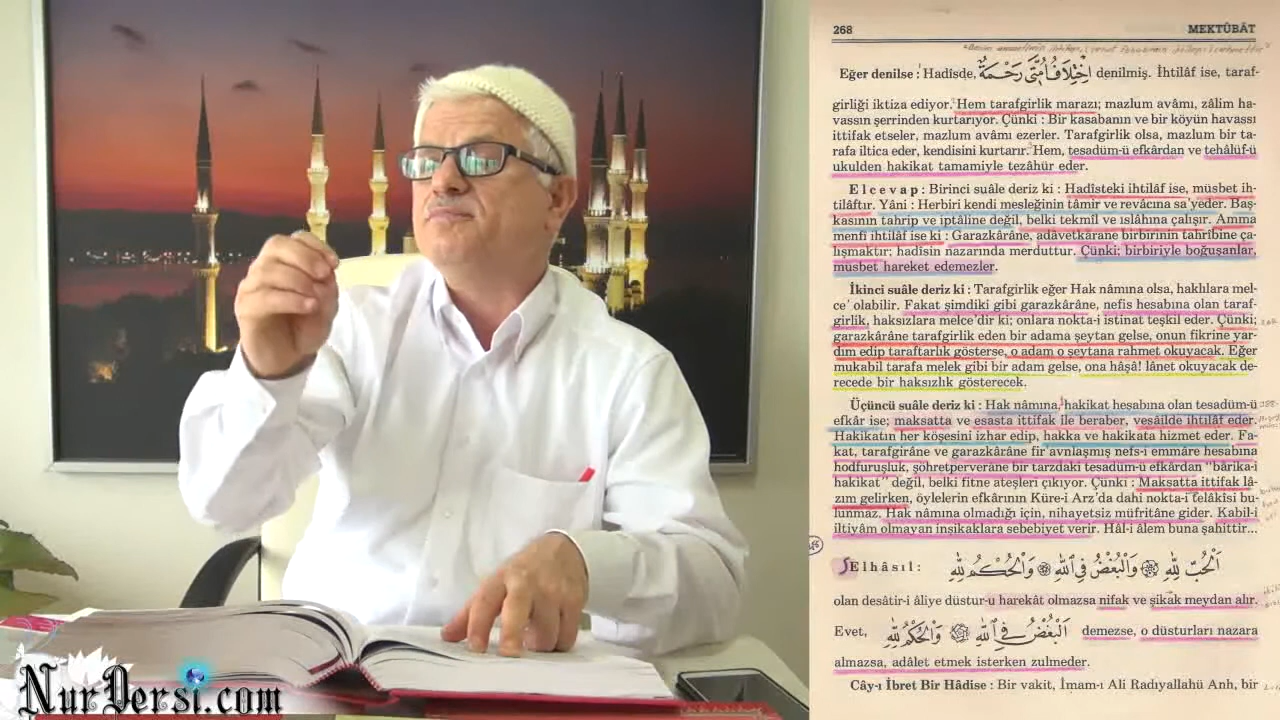 268 MEKTÛBÂT
Eğer denilse : Hadîsde, اِخْتِلَافُ اُمَّتٖى رَحْمَةٌ denilmiş. İhtilâf ise, taraf-
girliği iktiza ediyor. Hem tarafgirlik marazı; mazlum avâmı, zâlim ha-
vassın şerrinden kurtarıyor. Çünki : Bir kasabanın ve bir köyün havassı
ittifak etseler, mazlum avâmı ezerler. Tarafgirlik olsa, mazlum bir ta-
rafa iltica eder, kendisini kurtarır. Hem, tesadüm-ü efkârdan ve tehâlüf-ü
ukulden hakikat tamamiyle tezâhür eder.
Elcevap : Birinci suâle deriz ki : Hadîsteki ihtilâf ise, müsbet ih-
tilâftır. Yâni : Herbiri kendi mesleğinin tâmir ve revâcına sa'yeder. Baş-
kasının tahrip ve iptâline değil, belki tekmîl ve ıslâhına çalışır. Amma
menfî ihtilâf ise ki : Garazkârâne, adâvetkârane birbirinin tahrîbine ça-
lışmaktır; hadîsin nazarında merduttur. Çünki; birbiriyle boğuşanlar,
müsbet hareket edemezler.
İkinci suâle deriz ki : Tarafgirlik eğer Hak nâmına olsa, haklılara mel-
ce' olabilir. Fakat şimdiki gibi garazkârâne, nefis hesabına olan taraf-
girlik, haksızlara melce'dir ki; onlara nokta-i istinat teşkil eder. Çünki;
garazkârâne tarafgirlik eden bir adama şeytan gelse, onun fikrine yar-
dım edip taraftarlık gösterse, o adam o şeytana rahmet okuyacak. Eğer
mukabil tarafa melek gibi bir adam gelse, ona hâşâ! lânet okuyacak de-
recede bir haksızlık gösterecek.
Üçüncü suâle deriz ki : Hak nâmına, hakikat hesabına olan tesadüm-ü
efkâr ise; maksatta ve esasta ittifak ile beraber, vesâilde ihtilâf eder.
Hakikatın her köşesini izhar edip, hakka ve hakikata hizmet eder. Fa-
kat, tarafgirâne ve garazkârâne fir'avnlaşmış nefs-i emmâre hesabına
hodfuruşluk, şöhretperverâne bir tarzdaki tesadüm-ü efkârdan "bârika-i
hakikat" değil, belki fitne ateşleri çıkıyor. Çünki : Maksatta ittifak lâ-
zım gelirken, öylelerin efkârının Küre-i Arz'da dahi nokta-i telâkisi bu-
lunmaz. Hak nâmına olmadığı için, nihayetsiz müfritâne gider. Kabil-i
iltiyâm olmayan inşikaklara sebebiyet verir. Hâl-i âlem buna şahittir...
Elhâsıl : اَلْحُبُّ لِلّٰهِ وَالْبُغْضُ فِى اللّٰهِ وَالْحُكْمُ لِلّٰهِ
olan desâtir-i âliye düstur-u harekât olmazsa nifak ve şikak meydan alır.
Evet, اَلْبُغْضُ فِى اللّٰهِ وَالْحُكْمُ لِلّٰهِ demezse, o düsturları nazara
almazsa, adâlet etmek isterken zulmeder.
Cây-ı İbret Bir Hâdise : Bir vakit, İmam-ı Ali Radıyallahü Anh, bir
NurDersi.com